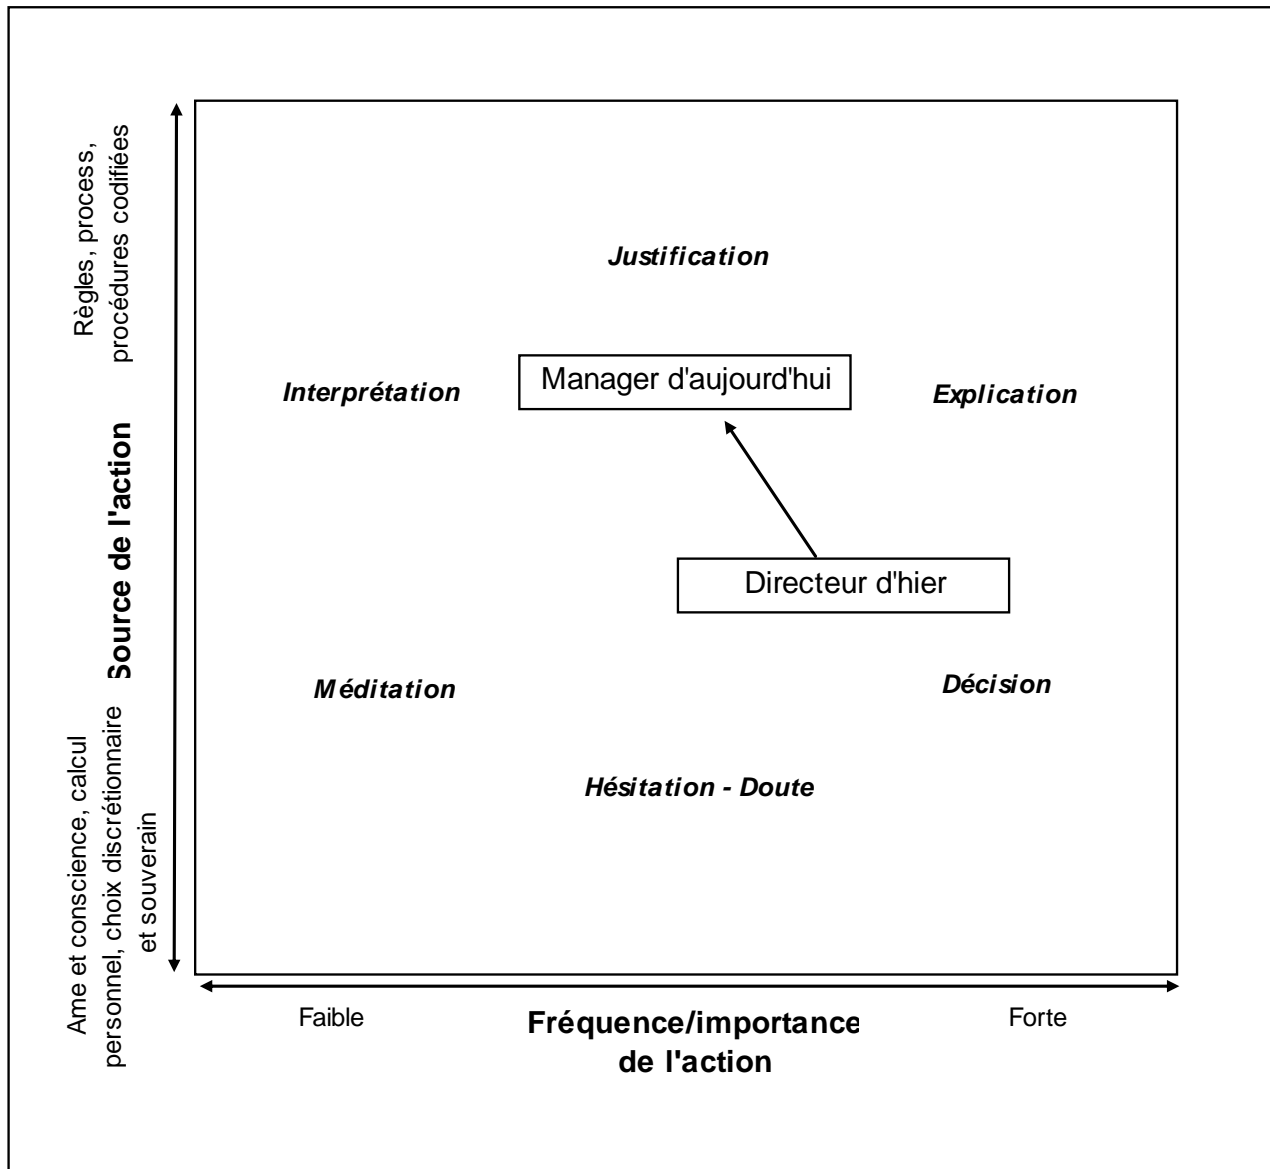 Règles, process,
procédures codifiées
Justification
Manager d'aujourd'hui
Interprétation
Explication
Source de l'action
Directeur d'hier
Méditation
Décision
Hésitation - Doute
Ame et conscience, calcul
personnel, choix discrétionnaire
et souverain
Faible
Fréquence/importance
de l'action
Forte